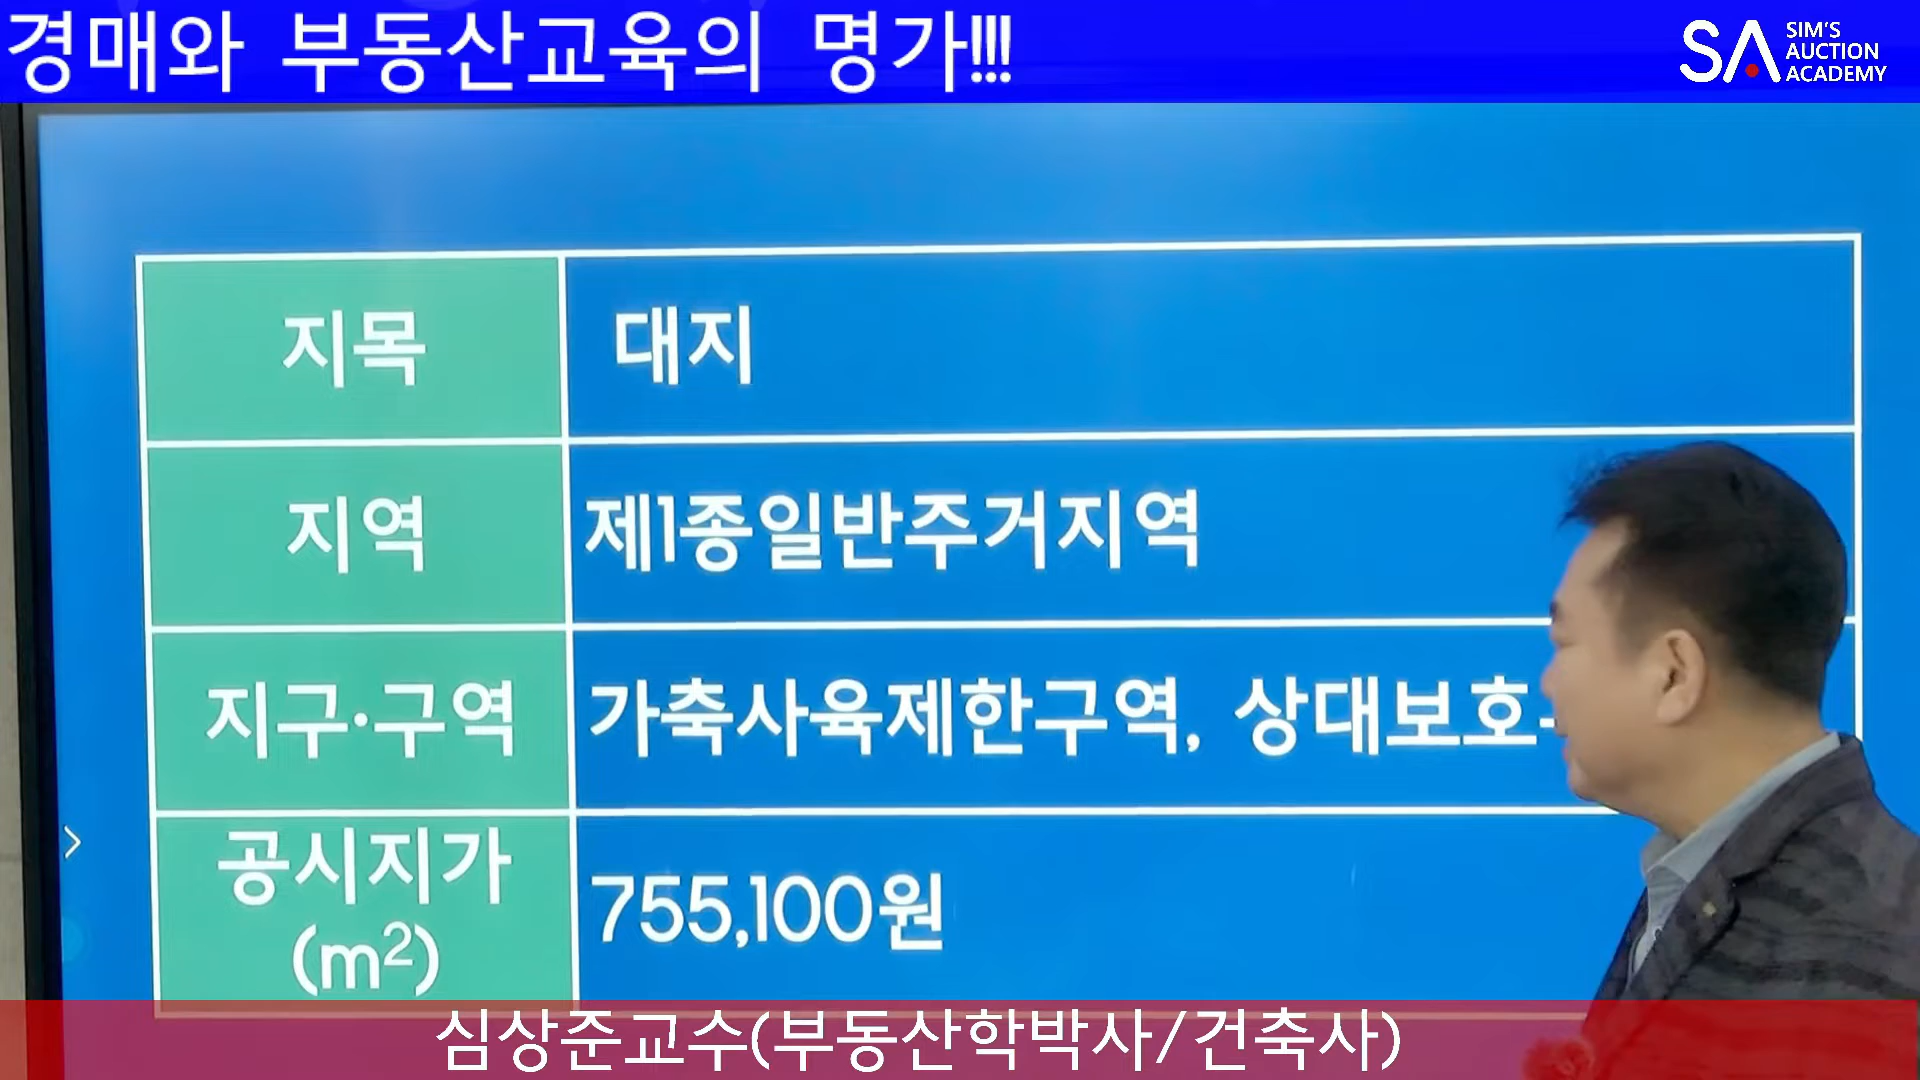 경매와 부동산교육의 명가!!!
SA SIM'S
AUCTION
ACADEMY
지목 대지
지역 제1종일반주거지역
지구·구역 가축사육제한구역, 상대보호
공시지가
(m²) 755,100원
심상준교수(부동산학박사/건축사)